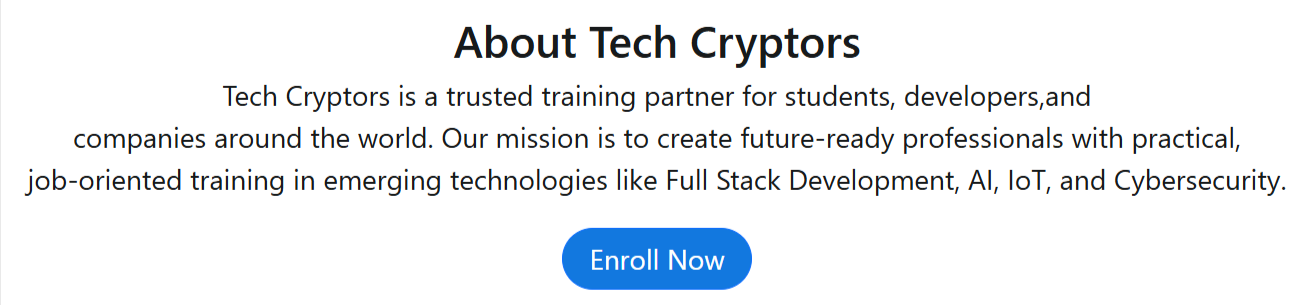 About Tech Cryptors
Tech Cryptors is a trusted training partner for students, developers,and
companies around the world. Our mission is to create future-ready professionals with practical,
job-oriented training in emerging technologies like Full Stack Development, AI, IoT, and Cybersecurity.
Enroll Now